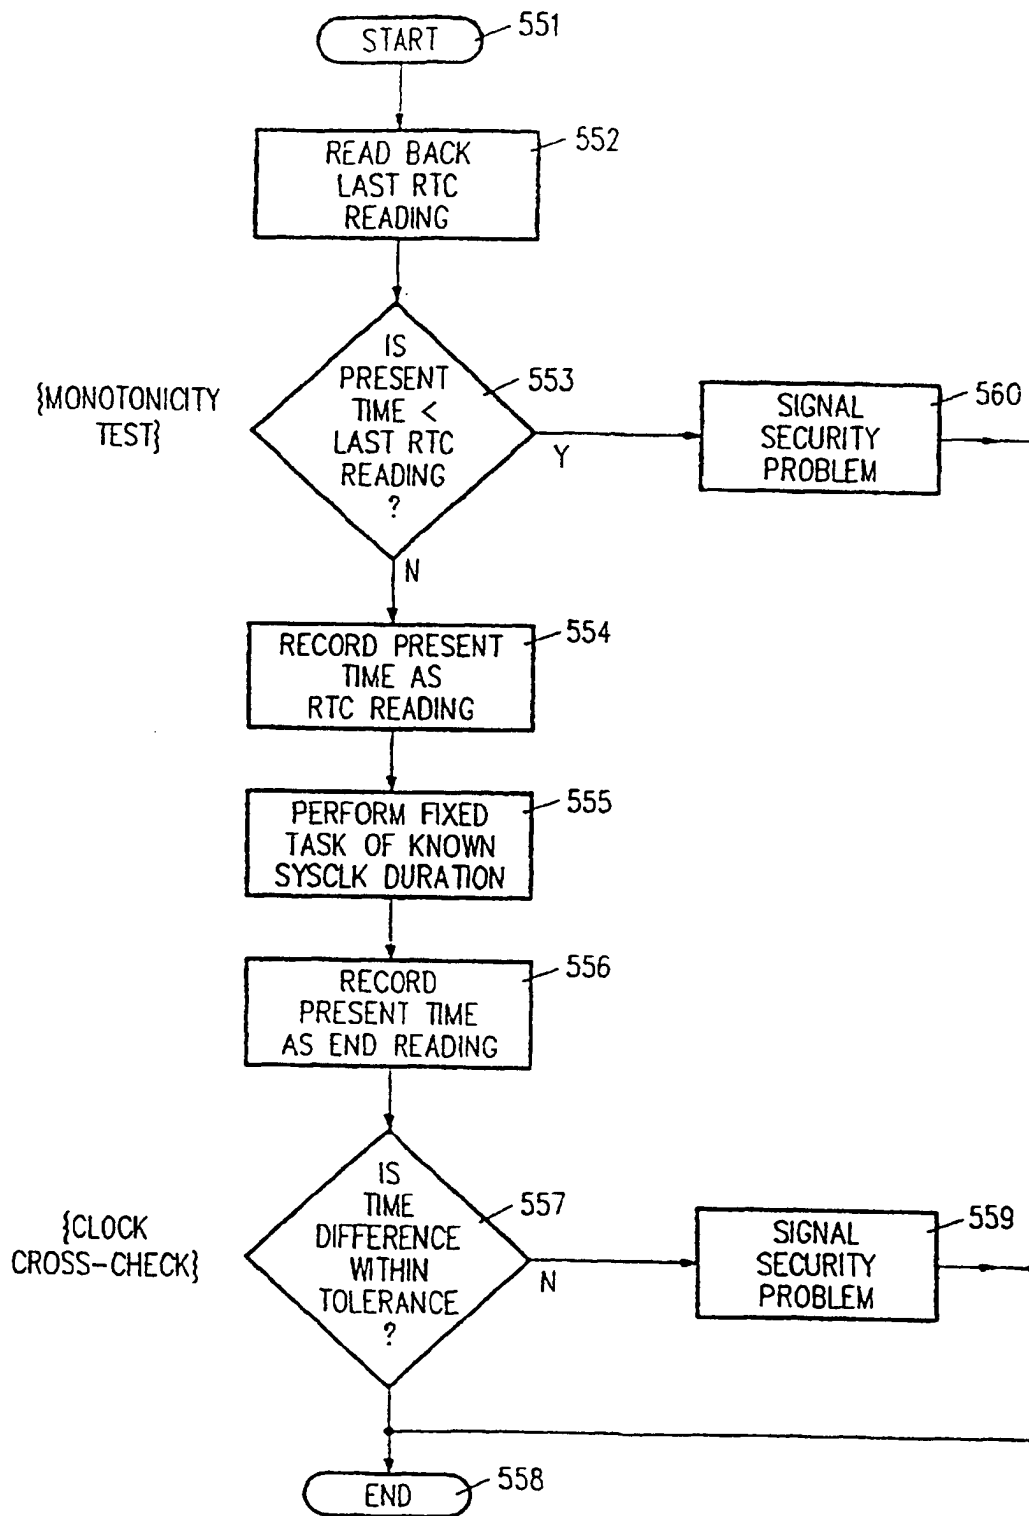 START
551
READ BACK
LAST RTC
READING
552
{MONOTONICITY
TEST}
IS
PRESENT
TIME <
LAST RTC
READING
?
553
Y
N
SIGNAL
SECURITY
PROBLEM
560
RECORD PRESENT
TIME AS
RTC READING
554
PERFORM FIXED
TASK OF KNOWN
SYSCLK DURATION
555
RECORD
PRESENT TIME
AS END READING
556
{CLOCK
CROSS-CHECK}
IS
TIME
DIFFERENCE
WITHIN
TOLERANCE
?
557
N
SIGNAL
SECURITY
PROBLEM
559
END
558